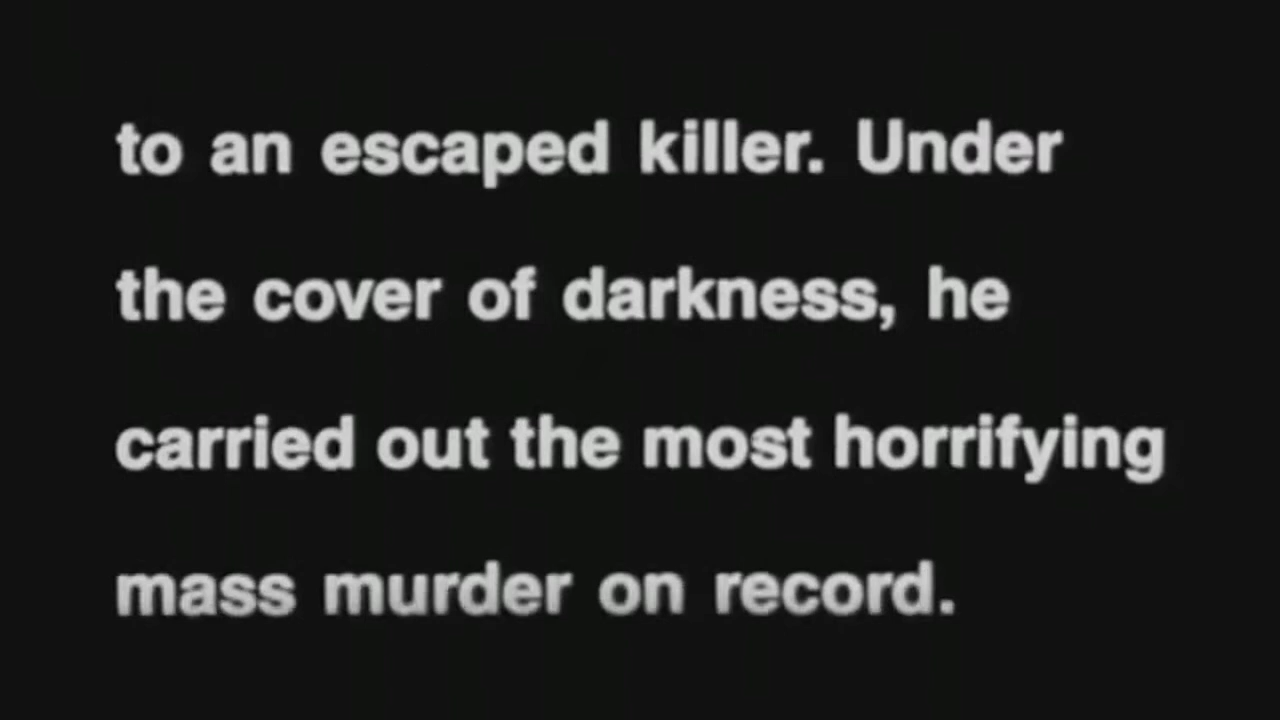 to an escaped killer. Under
the cover of darkness, he
carried out the most horrifying
mass murder on record.